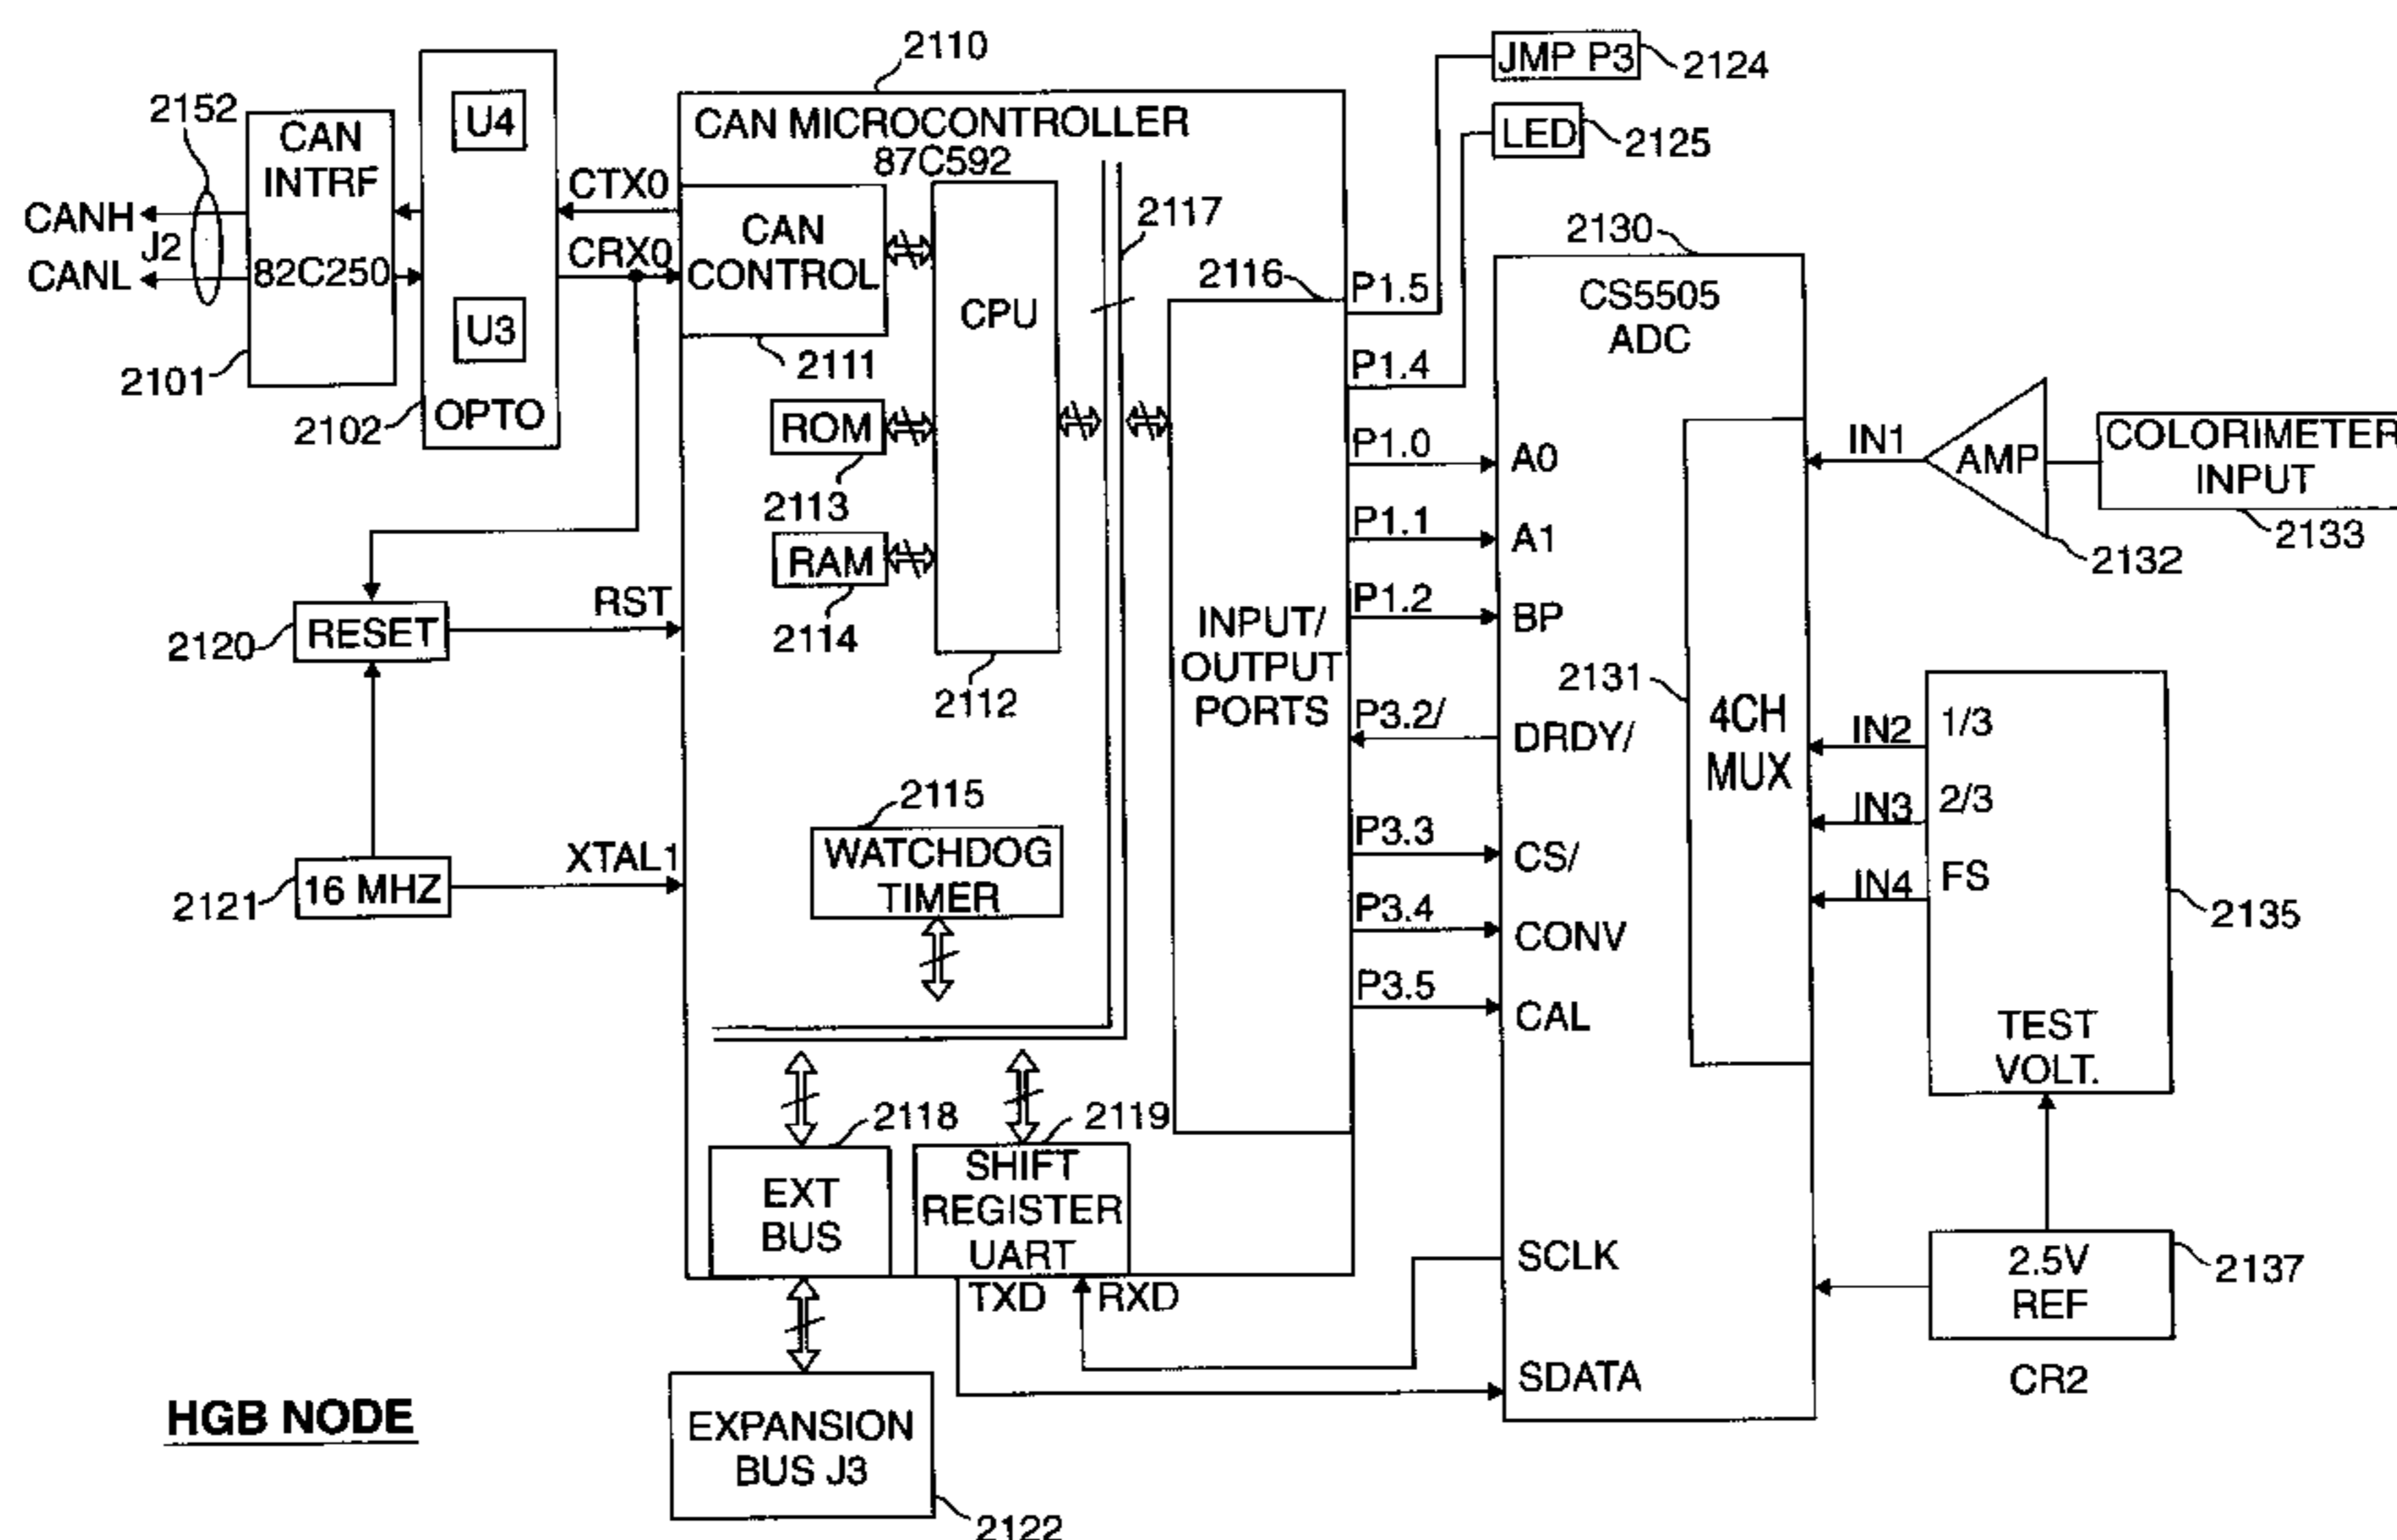 2110
JMP P3
2124
2152
CAN
INTRF
82C250
U4
U3
OPTO
CAN MICROCONTROLLER
87C592
LED
2125
CANH
J2
CANL
CTX0
CRX0
2101
2102
CAN
CONTROL
2111
CPU
2112
2117
2116
ROM
2113
RAM
2114
RESET
2120
RST
16 MHZ
2121
XTAL1
2115
WATCHDOG
TIMER
INPUT/
OUTPUT
PORTS
P1.5
P1.4
P1.0
P1.1
P1.2
P3.2/
P3.3
P3.4
P3.5
2130
CS5505
ADC
A0
A1
BP
DRDY/
CS/
CONV
CAL
SCLK
SDATA
2131
4CH
MUX
IN1
AMP
2132
COLORIMETER
INPUT
2133
IN2
IN3
IN4
1/3
2/3
FS
TEST
VOLT.
2135
2.5V
REF
2137
CR2
2118
EXT
BUS
2119
SHIFT
REGISTER
UART
TXD
RXD
EXPANSION
BUS J3
2122
HGB NODE